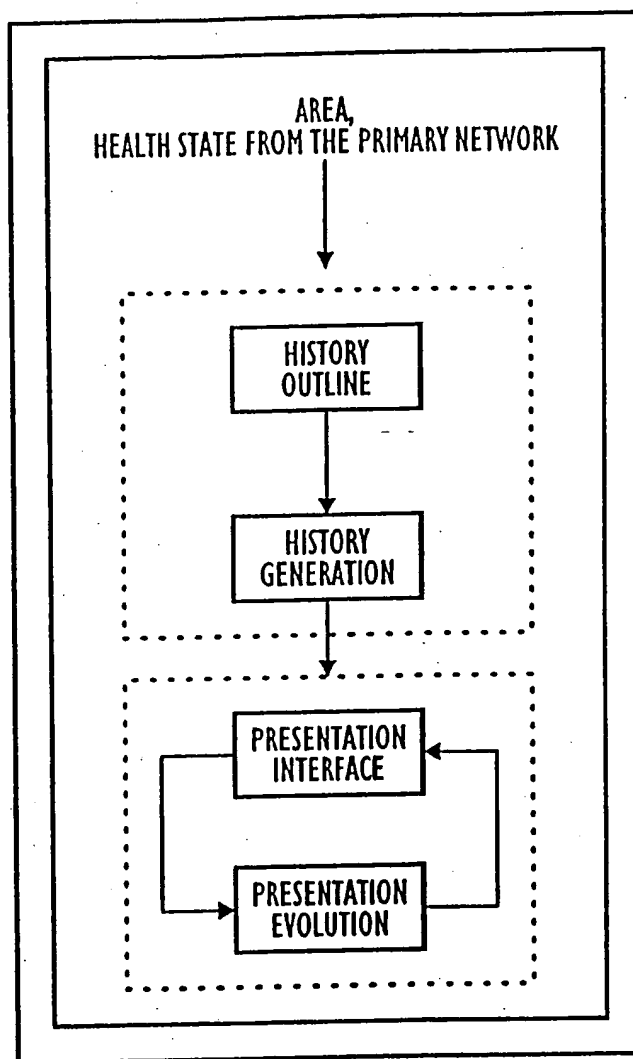 AREA,
HEALTH STATE FROM THE PRIMARY NETWORK
HISTORY
OUTLINE
HISTORY
GENERATION
PRESENTATION
INTERFACE
PRESENTATION
EVOLUTION